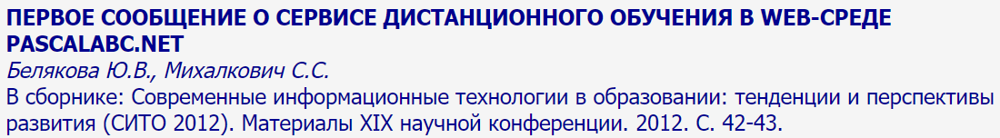 ПЕРВОЕ СООБЩЕНИЕ О СЕРВИСЕ ДИСТАНЦИОННОГО ОБУЧЕНИЯ В WEB-СРЕДЕ
PASCALABC.NET
Белякова Ю.В., Михалкович С.С.
В сборнике: Современные информационные технологии в образовании: тенденции и перспективы
развития (СИТО 2012). Материалы XIX научной конференции. 2012. С. 42-43.